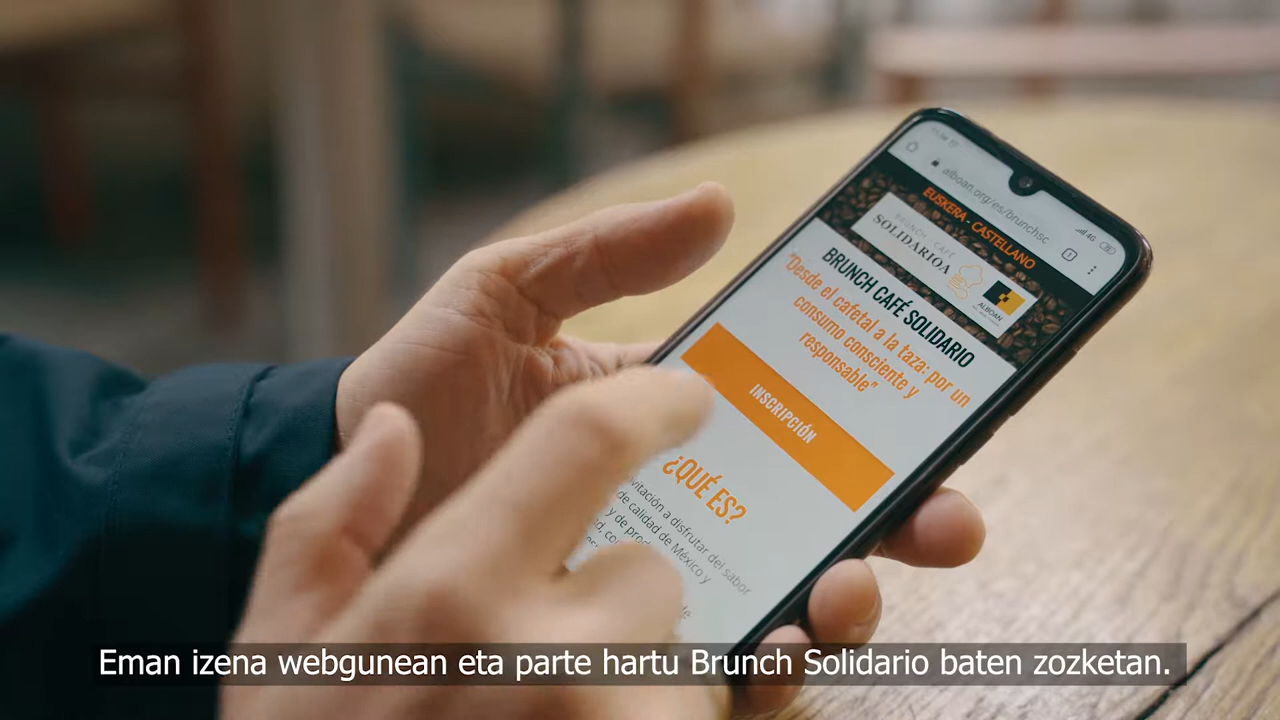 alboan.org/es/brunchsc
4G
EUSKERA - CASTELLANO
BRUNCH CAFÉ
SOLIDARIOA
ALBOAN
BRUNCH CAFÉ SOLIDARIO
"Desde el cafetal a la taza: por un
consumo consciente y
responsable"
INSCRIPCIÓN
¿QUÉ ES?
vitación a disfrutar del sabor
de calidad de México y
y de prod
Eman izena webgunean eta parte hartu Brunch Solidario baten zozketan.